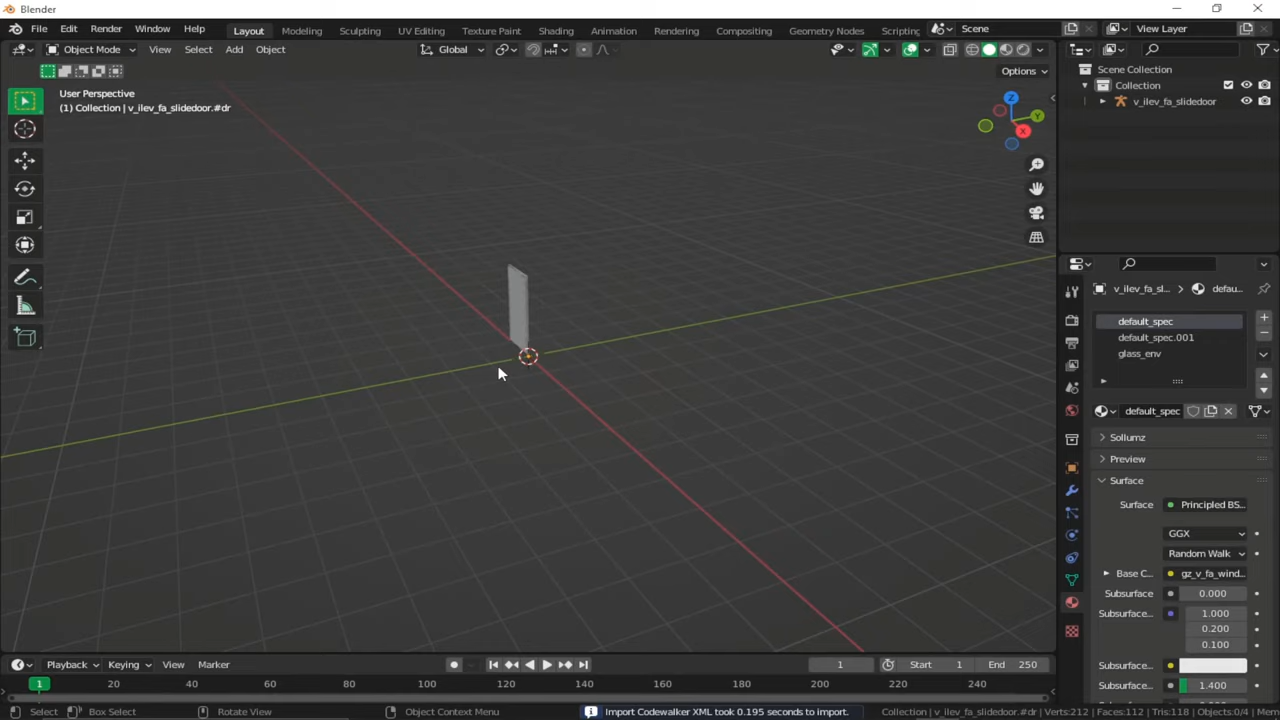 Blender
File Edit Render Window Help Layout Modeling Sculpting UV Editing Texture Paint Shading Animation Rendering Compositing Geometry Nodes Scripting Scene View Layer
Object Mode View Select Add Object Global
Options
User Perspective
(1) Collection | v_ilev_fa_slidedoor.#dr
Z
Y
X
Scene Collection
Collection
v_ilev_fa_slidedoor
v_ilev_fa_sl... defau...
default_spec
default_spec.001
glass_env
default_spec
Sollumz
Preview
Surface
Surface Principled BS...
GGX
Random Walk
Base C... gz_v_fa_wind...
Subsurface 0.000
Subsurface... 1.000
0.200
0.100
Subsurface...
Subsurface... 1.400
Playback Keying View Marker 1 Start 1 End 250
1 20 40 60 80 100 120 140 160 180 200 220 240
Select Box Select Rotate View Object Context Menu Import Codewalker XML took 0.195 seconds to import. Collection | v_ilev_fa_slidedoor.#dr | Verts:212 | Faces:112 | Tris:118 | Objects:0/4 | Mem